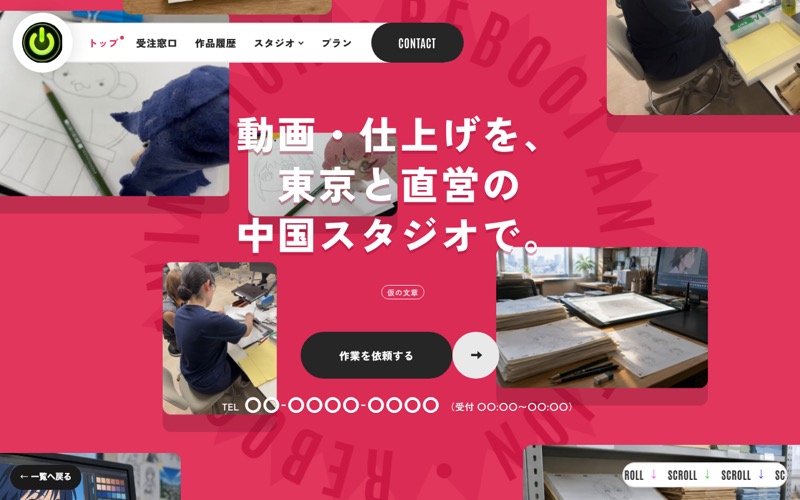 トップ 受注窓口 作品履歴 スタジオ プラン CONTACT
動画・仕上げを、
東京と直営の
中国スタジオで。
仮の文章
作業を依頼する
TEL 〇〇-〇〇〇〇-〇〇〇〇 (受付 〇〇:〇〇〜〇〇:〇〇)
← 一覧へ戻る
ROLL ↓ SCROLL ↓ SCROLL ↓ SC
REBOOT AN
REBOO